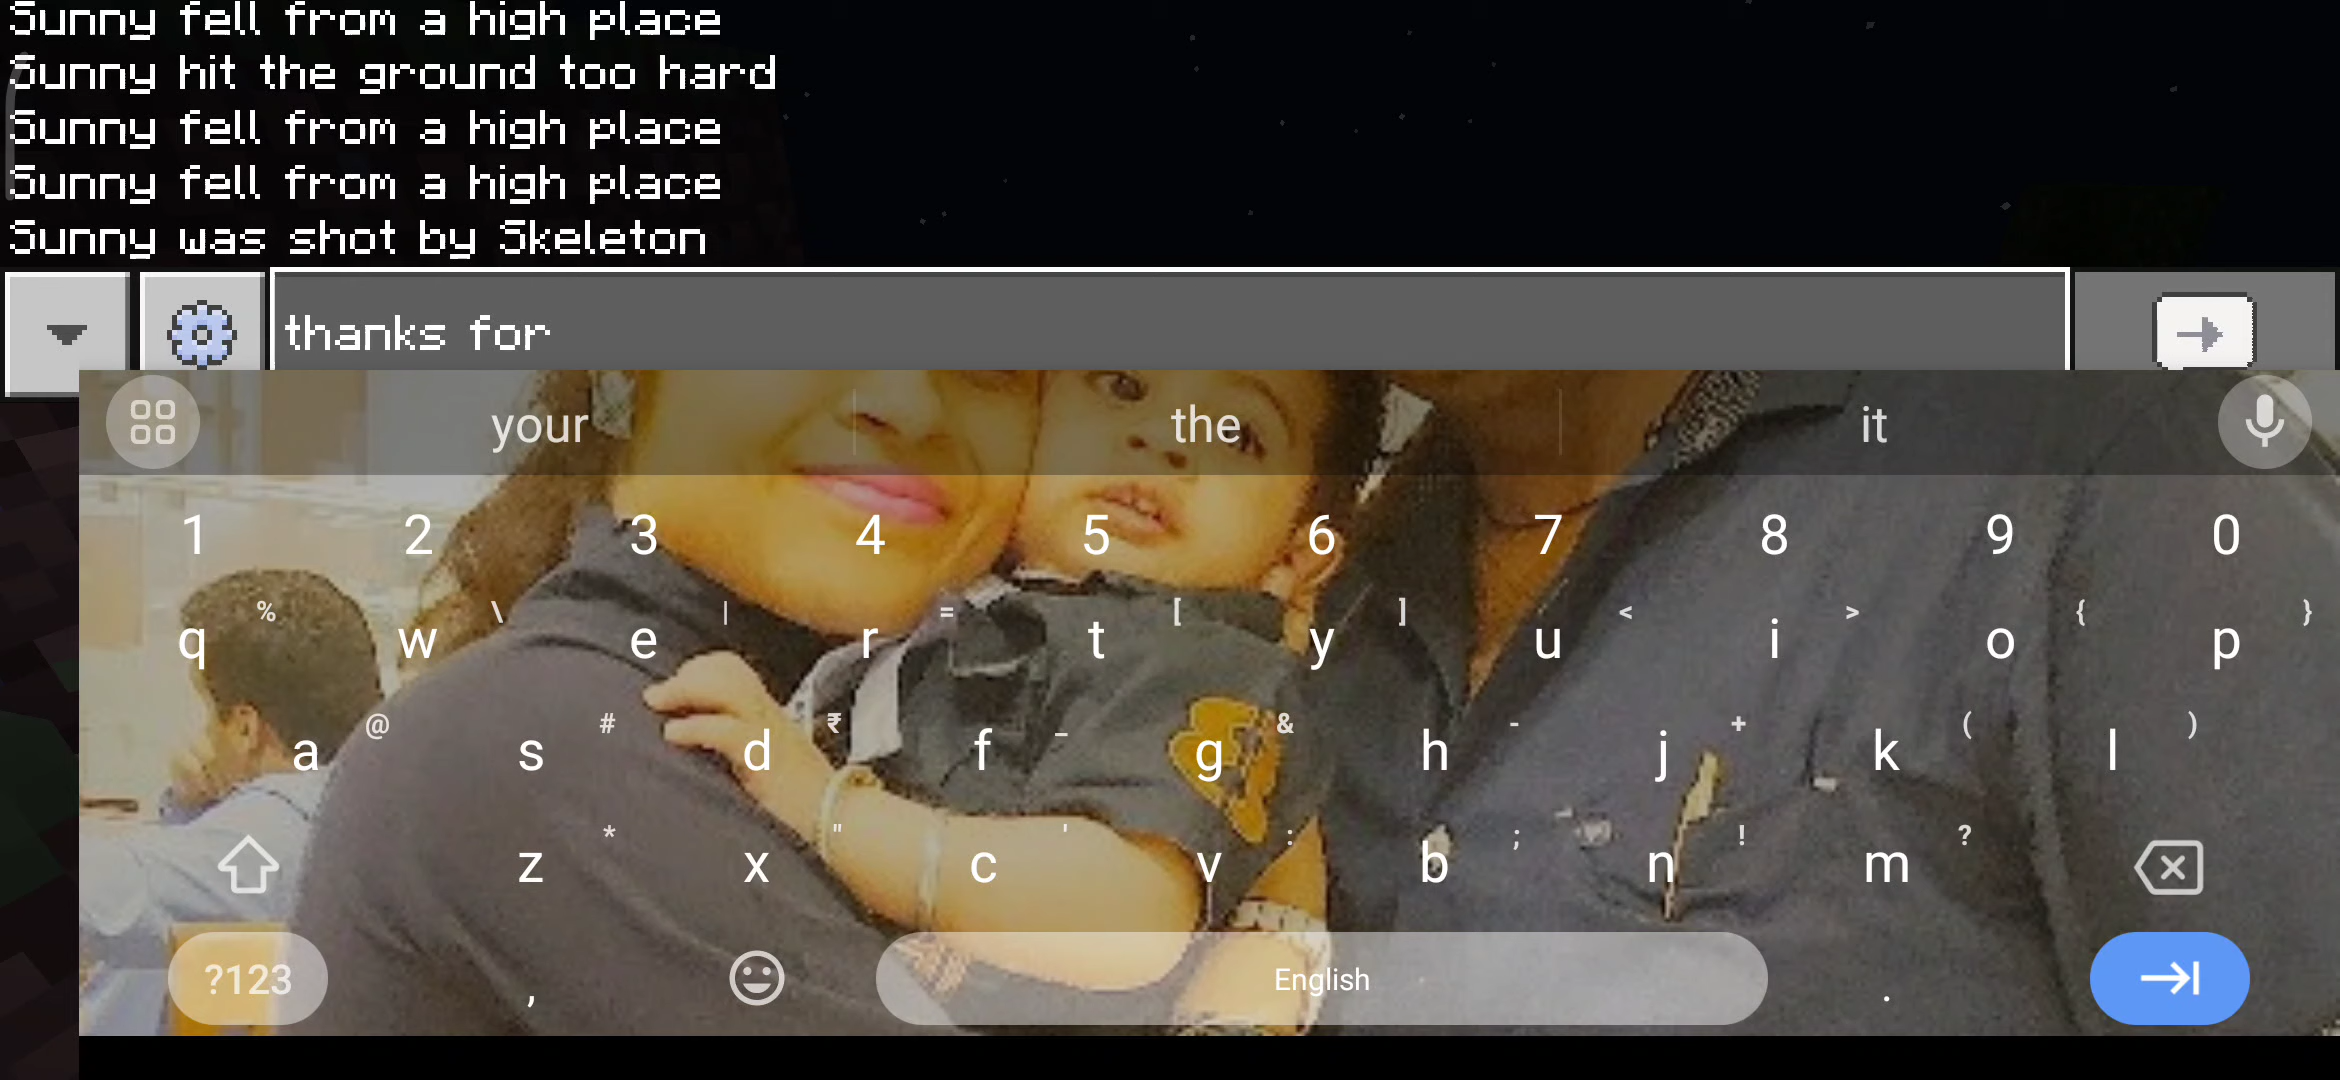 Sunny fell from a high place
Sunny hit the ground too hard
Sunny fell from a high place
Sunny fell from a high place
Sunny was shot by Skeleton
thanks for
your the it
1 2 3 4 5 6 7 8 9 0
q % w \ e | r = t [ y ] u < i > o { p }
a @ s # d ₹ f _ g & h - j + k ( l )
z * x " c ' v : b ; n ! m ?
?123 , English .